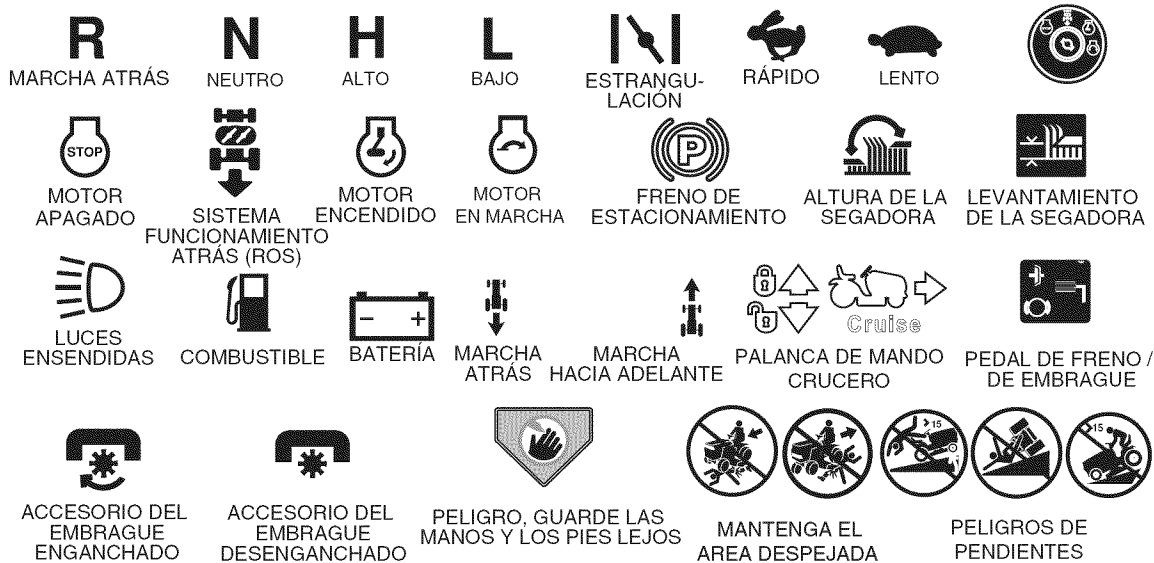 R
MARCHA ATRÁS
N
NEUTRO
H
ALTO
L
BAJO
ESTRANGU-
LACIÓN
RÁPIDO
LENTO
STOP
MOTOR
APAGADO
SISTEMA
FUNCIONAMIENTO
ATRÁS (ROS)
MOTOR
ENCENDIDO
MOTOR
EN MARCHA
P
FRENO DE
ESTACIONAMIENTO
ALTURA DE LA
SEGADORA
LEVANTAMIENTO
DE LA SEGADORA
LUCES
ENSENDIDAS
COMBUSTIBLE
- +
BATERÍA
MARCHA
ATRÁS
MARCHA
HACIA ADELANTE
Cruise
PALANCA DE MANDO
CRUCERO
PEDAL DE FRENO /
DE EMBRAGUE
ACCESORIO DEL
EMBRAGUE
ENGANCHADO
ACCESORIO DEL
EMBRAGUE
DESENGANCHADO
PELIGRO, GUARDE LAS
MANOS Y LOS PIES LEJOS
MANTENGA EL
AREA DESPEJADA
15
15
PELIGROS DE
PENDIENTES